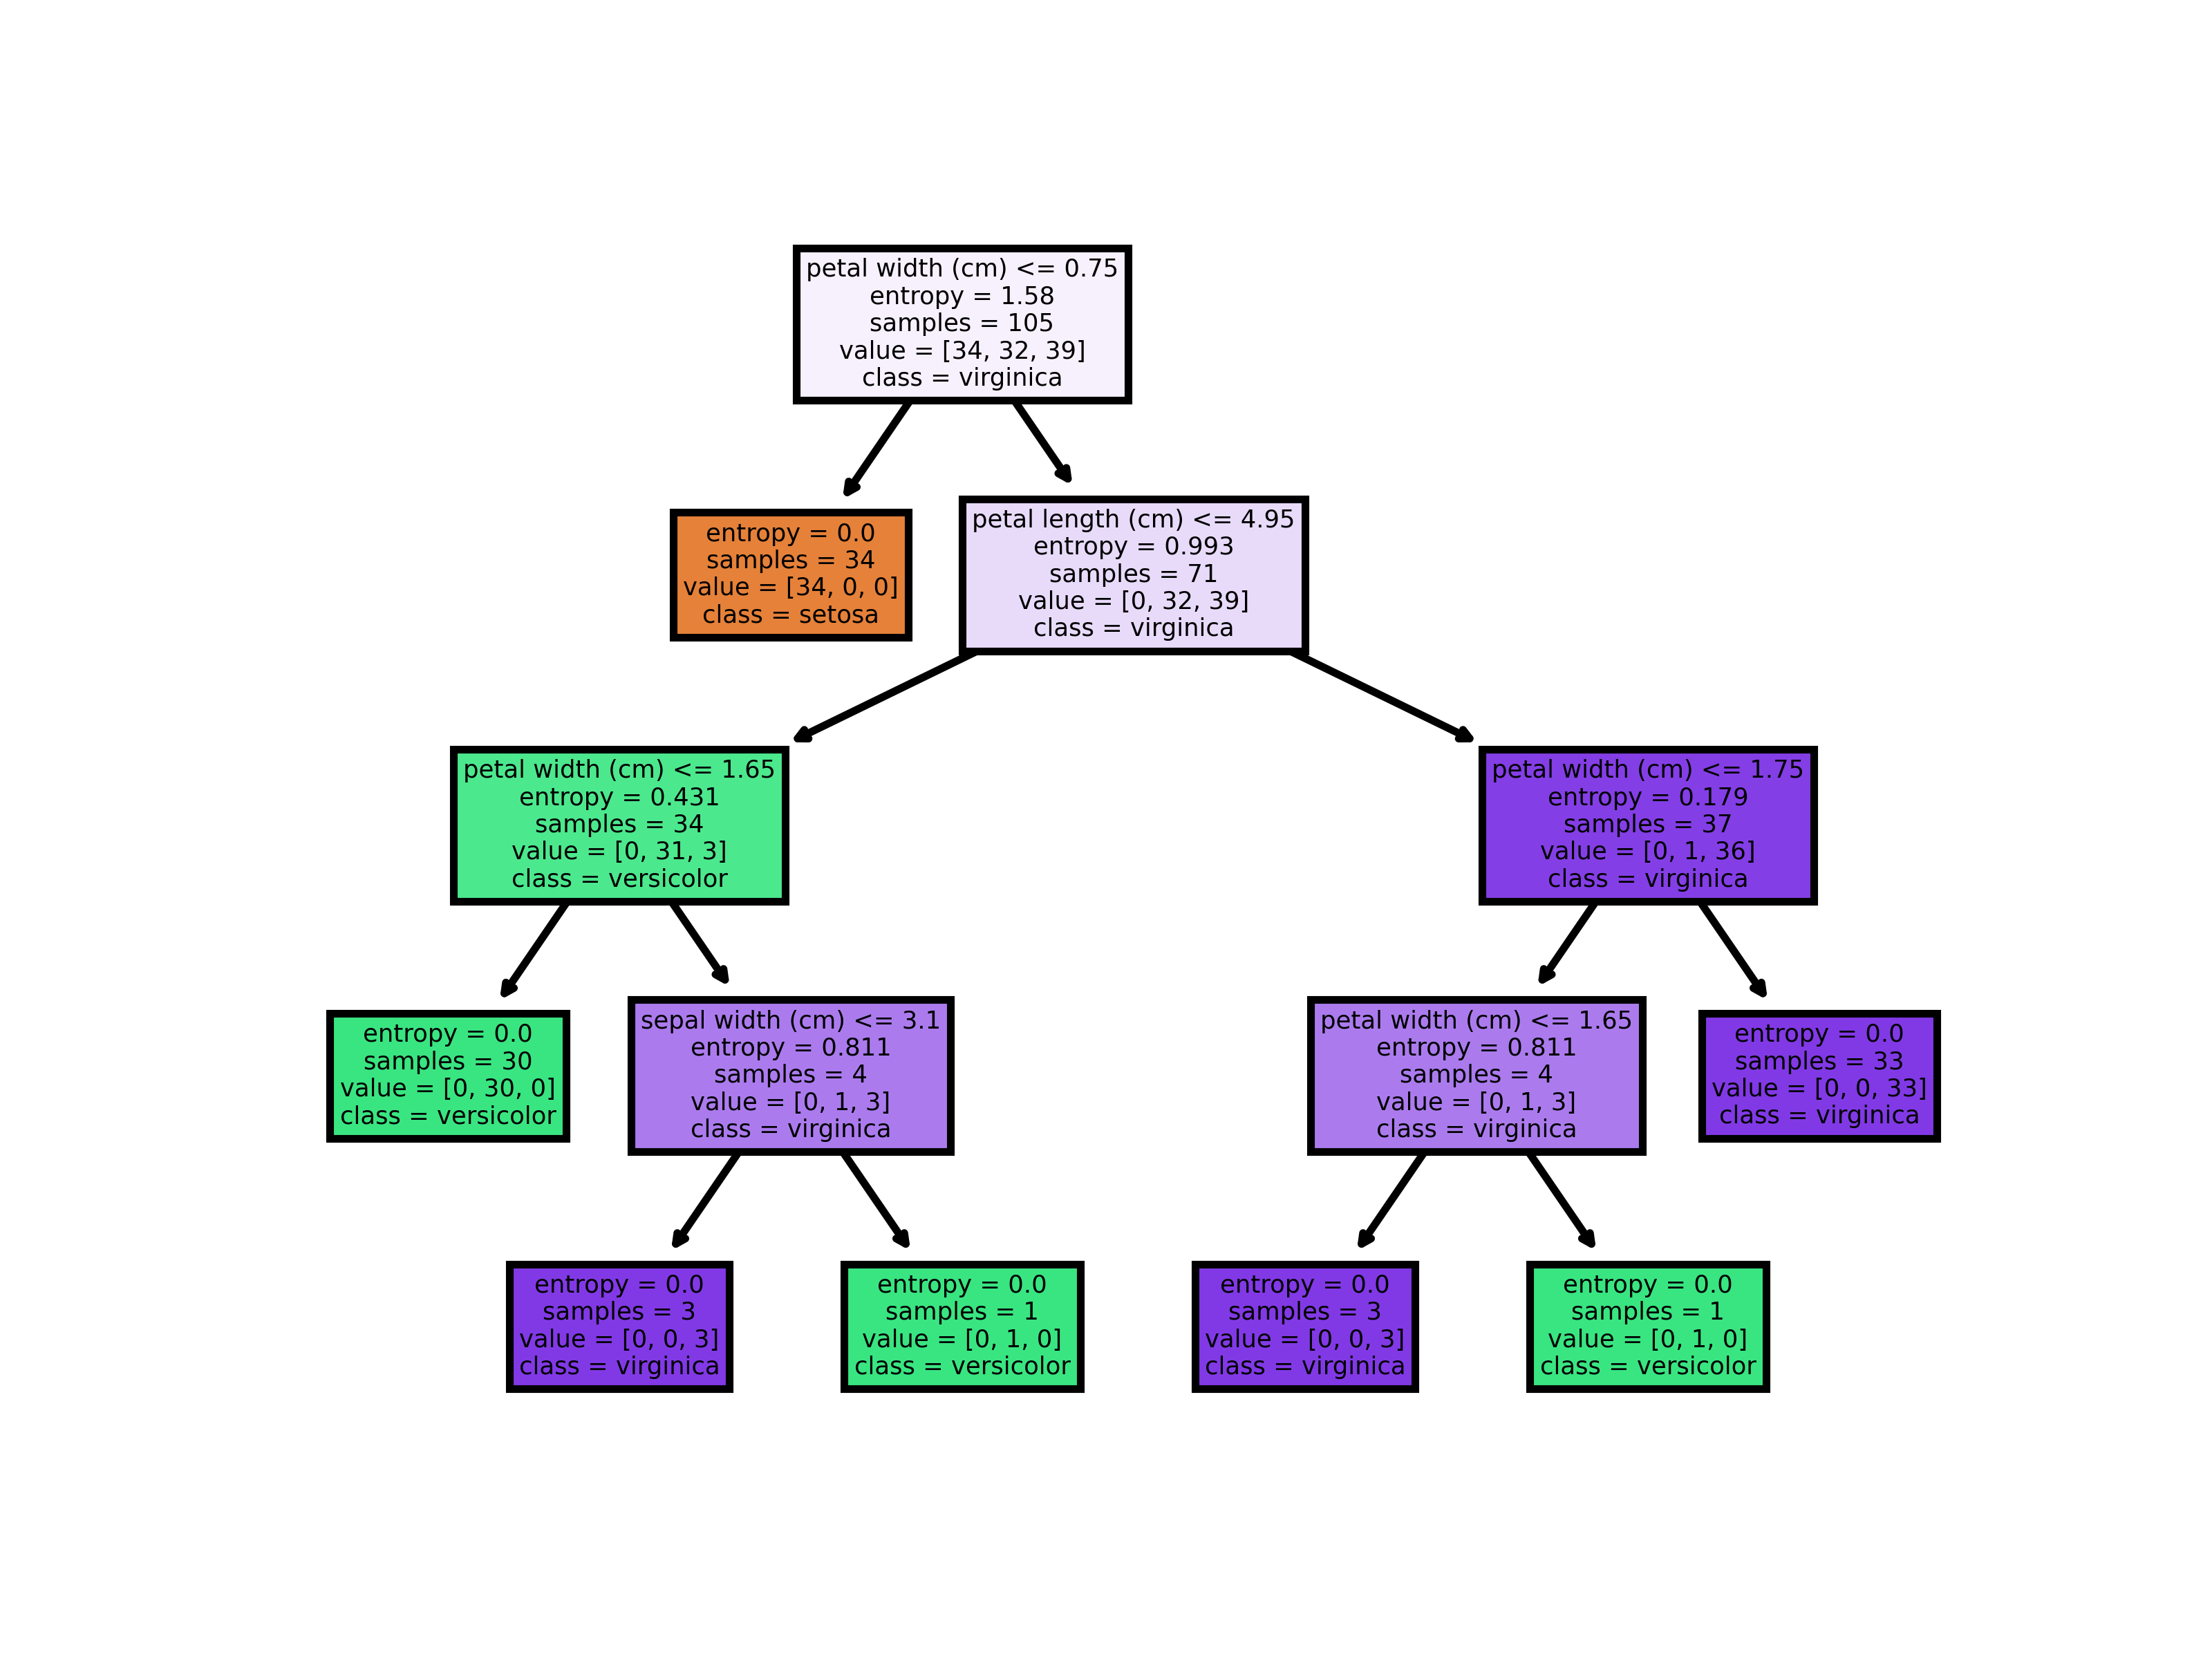 petal width (cm) <= 0.75
entropy = 1.58
samples = 105
value = [34, 32, 39]
class = virginica
entropy = 0.0
samples = 34
value = [34, 0, 0]
class = setosa
petal length (cm) <= 4.95
entropy = 0.993
samples = 71
value = [0, 32, 39]
class = virginica
petal width (cm) <= 1.65
entropy = 0.431
samples = 34
value = [0, 31, 3]
class = versicolor
petal width (cm) <= 1.75
entropy = 0.179
samples = 37
value = [0, 1, 36]
class = virginica
entropy = 0.0
samples = 30
value = [0, 30, 0]
class = versicolor
sepal width (cm) <= 3.1
entropy = 0.811
samples = 4
value = [0, 1, 3]
class = virginica
petal width (cm) <= 1.65
entropy = 0.811
samples = 4
value = [0, 1, 3]
class = virginica
entropy = 0.0
samples = 33
value = [0, 0, 33]
class = virginica
entropy = 0.0
samples = 3
value = [0, 0, 3]
class = virginica
entropy = 0.0
samples = 1
value = [0, 1, 0]
class = versicolor
entropy = 0.0
samples = 3
value = [0, 0, 3]
class = virginica
entropy = 0.0
samples = 1
value = [0, 1, 0]
class = versicolor